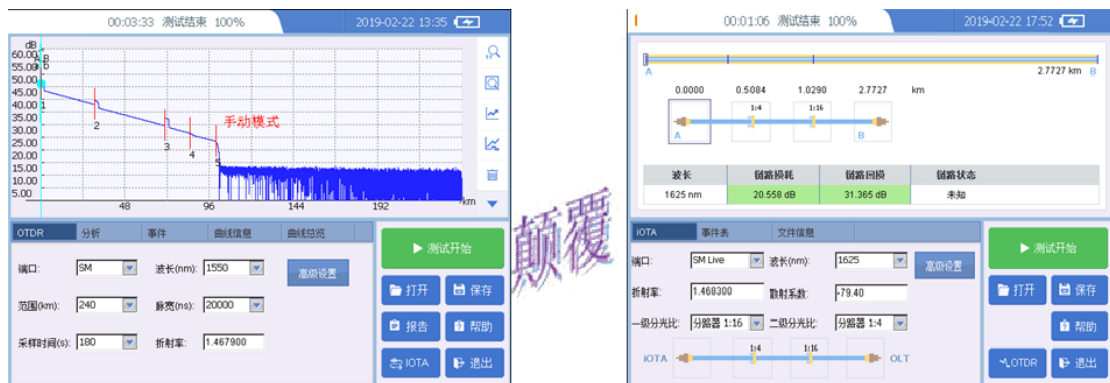 00:03:33 测试结束 100% 2019-02-22 13:35
dB
60.00
55.00
50.00
45.00
40.00
35.00
30.00
25.00
20.00
15.00
10.00
5.00
A B
a b
1
2
3
4
5
手动模式
48 96 144 192 km
OTDR 分析 事件 曲线信息 曲线总览
端口: SM 波长(nm): 1550 高级设置
范围(km): 240 脉宽(ns): 20000
采样时间(s): 180 折射率: 1.467900
测试开始
打开 保存
报告 帮助
iOTA 退出
颠覆
00:01:06 测试结束 100% 2019-02-22 17:52
A 2.7727 km B
0.0000 0.5084 1.0290 2.7727 km
1:4 1:16
A B
波长 链路损耗 链路回损 链路状态
1625 nm 20.558 dB 31.365 dB 未知
iOTA 事件表 文件信息
端口: SM Live 波长(nm): 1625 高级设置
折射率: 1.468300 散射系数: -79.40
一级分光比: 分路器 1:16 二级分光比: 分路器 1:4
1:4 1:16
iOTA OLT
测试开始
打开 保存
帮助
OTDR 退出